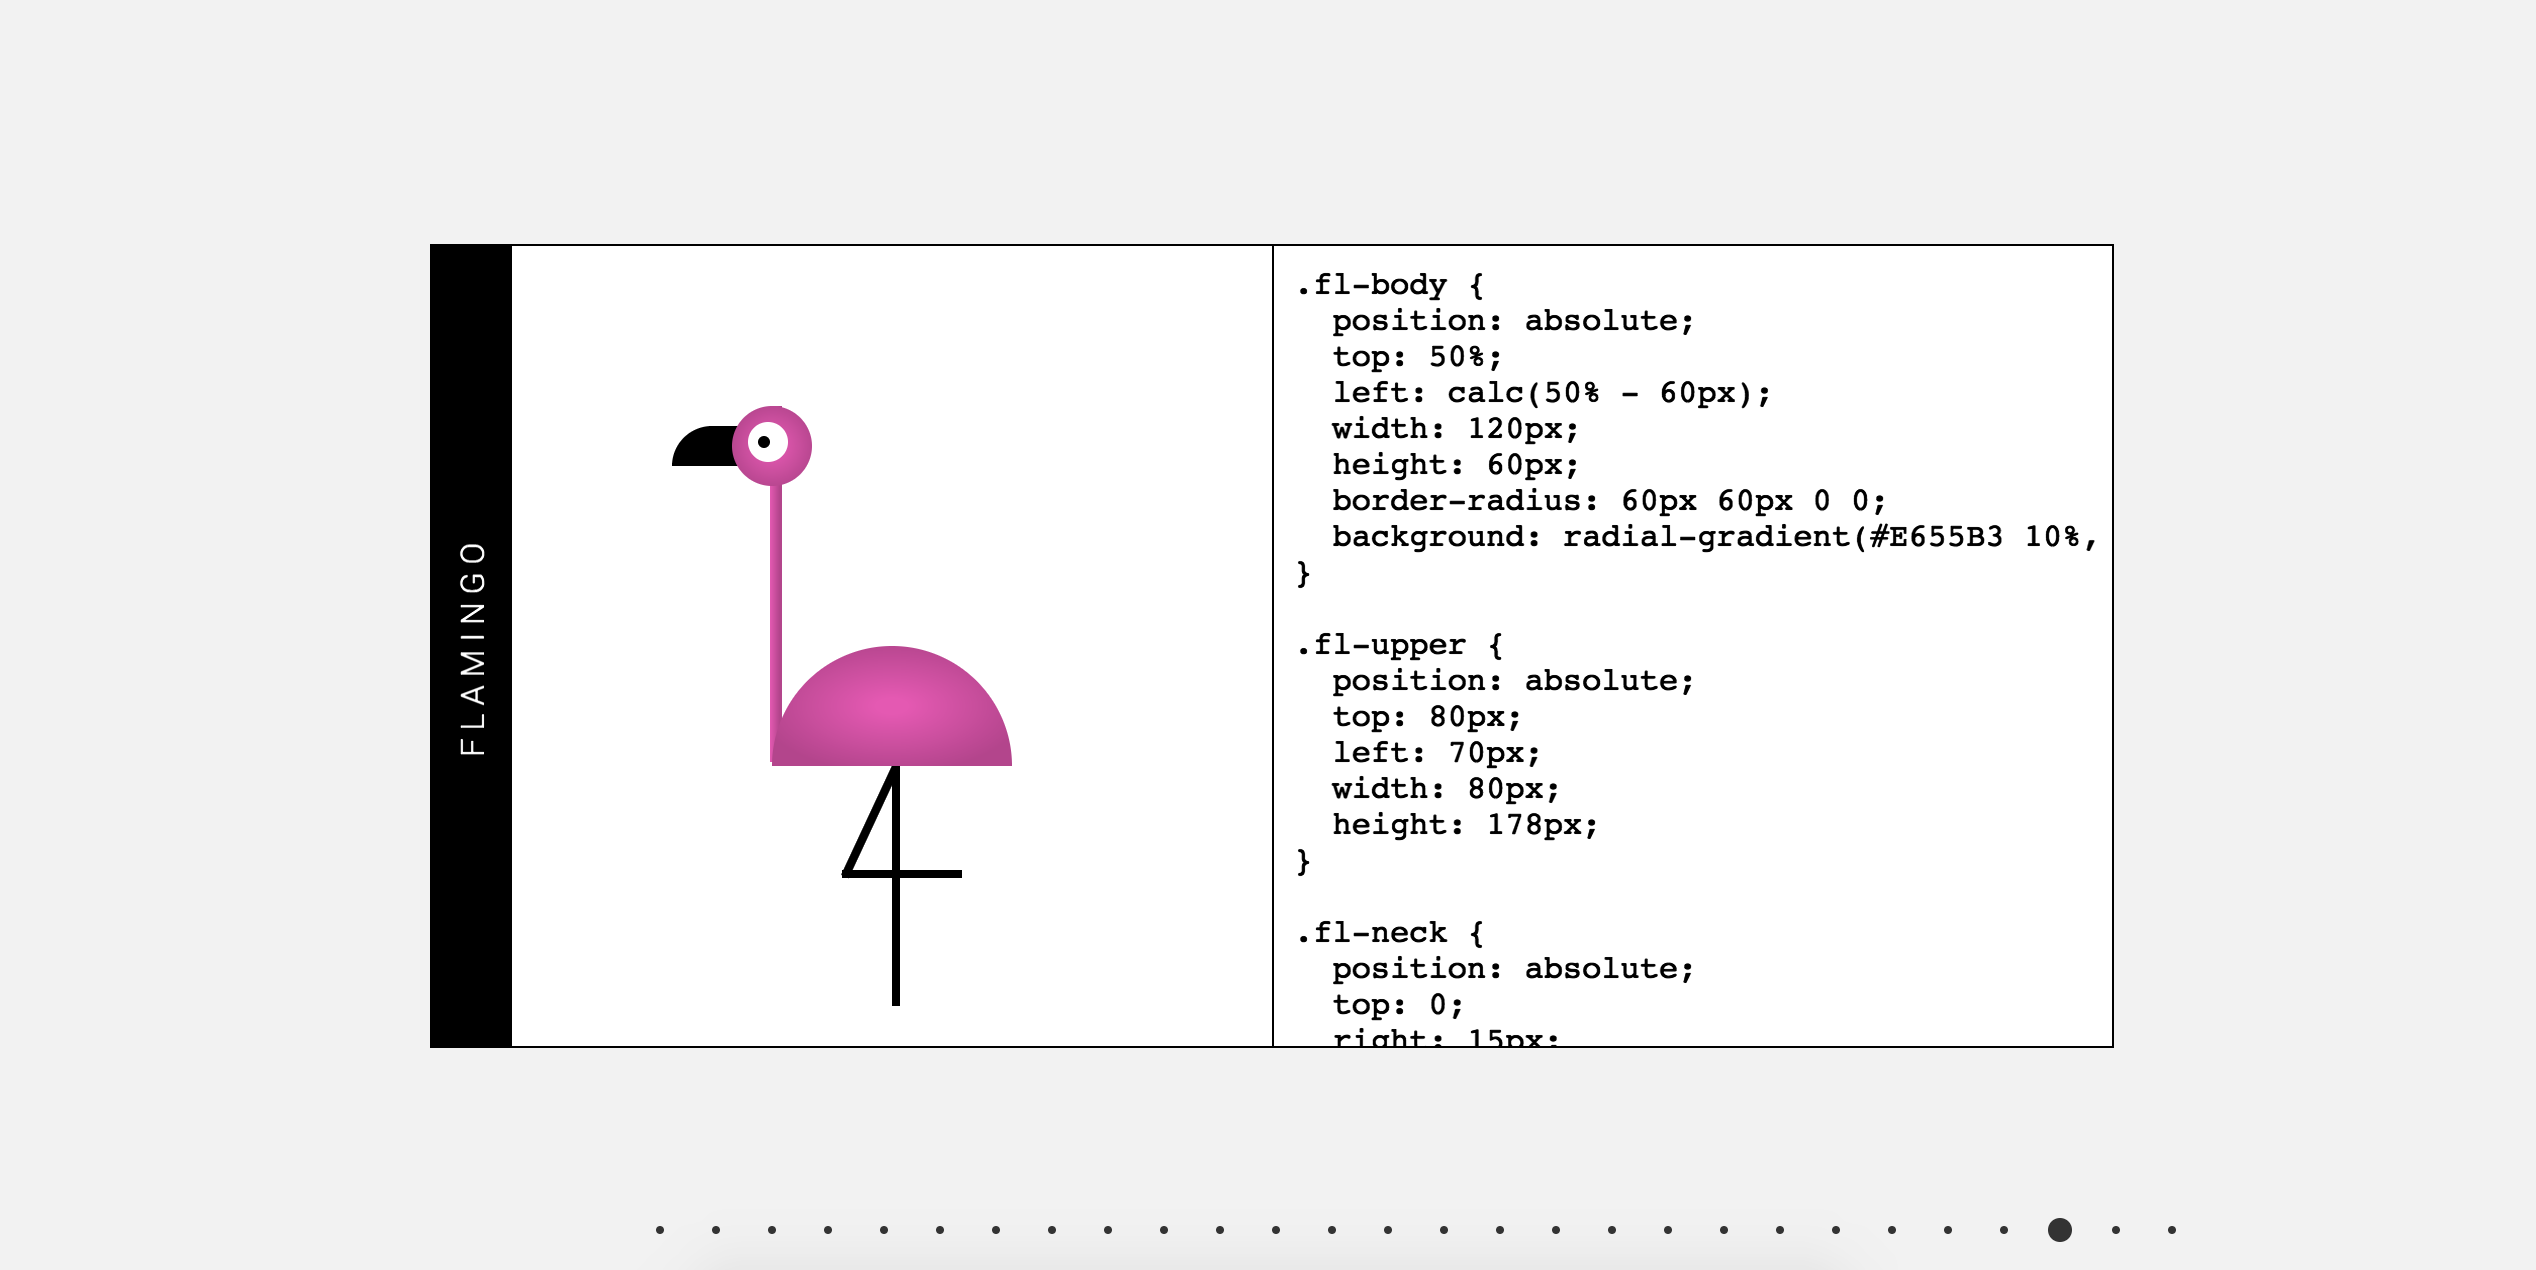 FLAMINGO
.fl-body {
  position: absolute;
  top: 50%;
  left: calc(50% - 60px);
  width: 120px;
  height: 60px;
  border-radius: 60px 60px 0 0;
  background: radial-gradient(#E655B3 10%,
}
.fl-upper {
  position: absolute;
  top: 80px;
  left: 70px;
  width: 80px;
  height: 178px;
}
.fl-neck {
  position: absolute;
  top: 0;
  right: 15px;